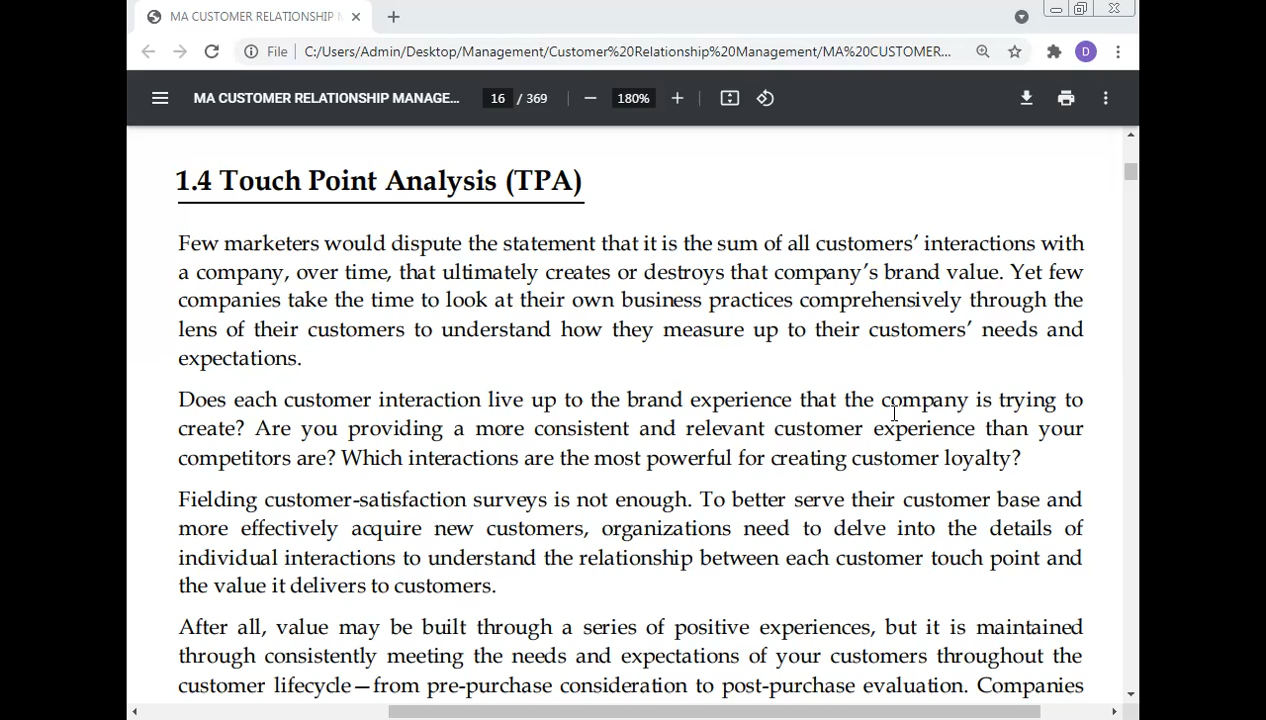 MA CUSTOMER RELATIONSHIP M
File
C:/Users/Admin/Desktop/Management/Customer%20Relationship%20Management/MA%20CUSTOMER...
D
MA CUSTOMER RELATIONSHIP MANAGE...
16 / 369
180%
1.4 Touch Point Analysis (TPA)
Few marketers would dispute the statement that it is the sum of all customers’ interactions with
a company, over time, that ultimately creates or destroys that company’s brand value. Yet few
companies take the time to look at their own business practices comprehensively through the
lens of their customers to understand how they measure up to their customers’ needs and
expectations.
Does each customer interaction live up to the brand experience that the company is trying to
create? Are you providing a more consistent and relevant customer experience than your
competitors are? Which interactions are the most powerful for creating customer loyalty?
Fielding customer-satisfaction surveys is not enough. To better serve their customer base and
more effectively acquire new customers, organizations need to delve into the details of
individual interactions to understand the relationship between each customer touch point and
the value it delivers to customers.
After all, value may be built through a series of positive experiences, but it is maintained
through consistently meeting the needs and expectations of your customers throughout the
customer lifecycle—from pre-purchase consideration to post-purchase evaluation. Companies